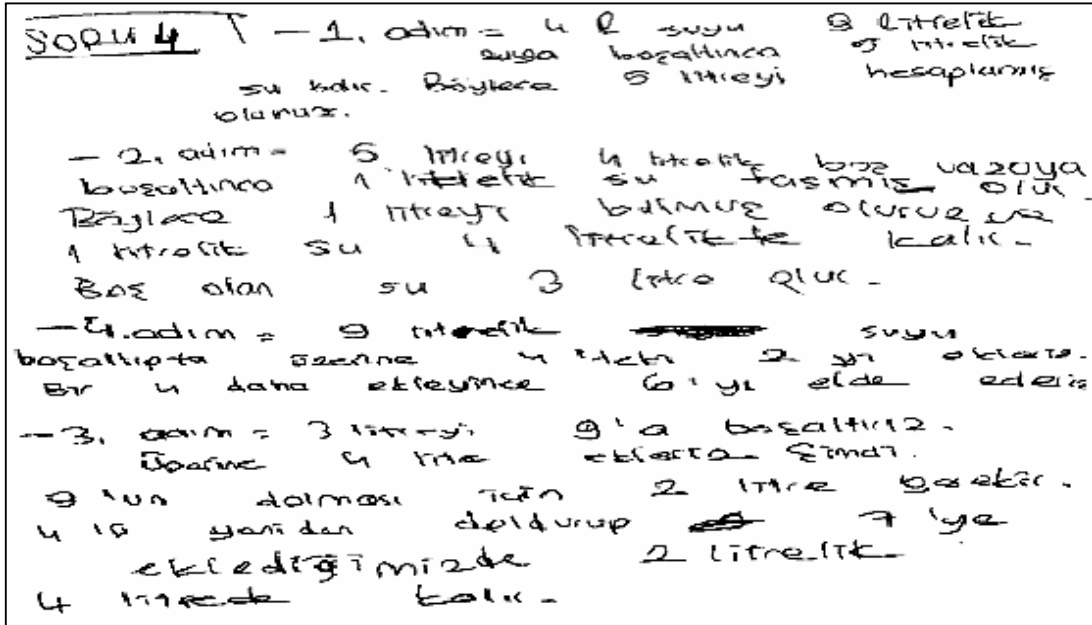 SORU 4 - 1. adım = 4 l suyu 9 litrelik
suya boşaltınca 5 litrelik
su kalır. Böylece 5 litreyi hesaplamış
oluruz.
- 2. adım = 5 litreyi 4 litrelik boş vazoya
boşaltınca 1 litrelik su taşmış olur
Böylece 1 litreyi bulmuş oluruz ve
1 litrelik su 4 litrelikte kalır.
Boş olan su 3 litre olur.
- 4. adım = 9 litrelik suyu
boşaltıpta üzerine 4 teki 2 yi ekleriz.
Bir 4 daha ekleyince 6'yı elde ederiz
- 3. adım = 3 litreyi 9'a boşaltırız.
Üzerine 4 litre ekleriz. Şimdi
9'un dolması için 2 litre gerekir.
4 lü yeniden doldurup 7'ye
eklediğimizde 2 litrelik
4 litrede kalır.